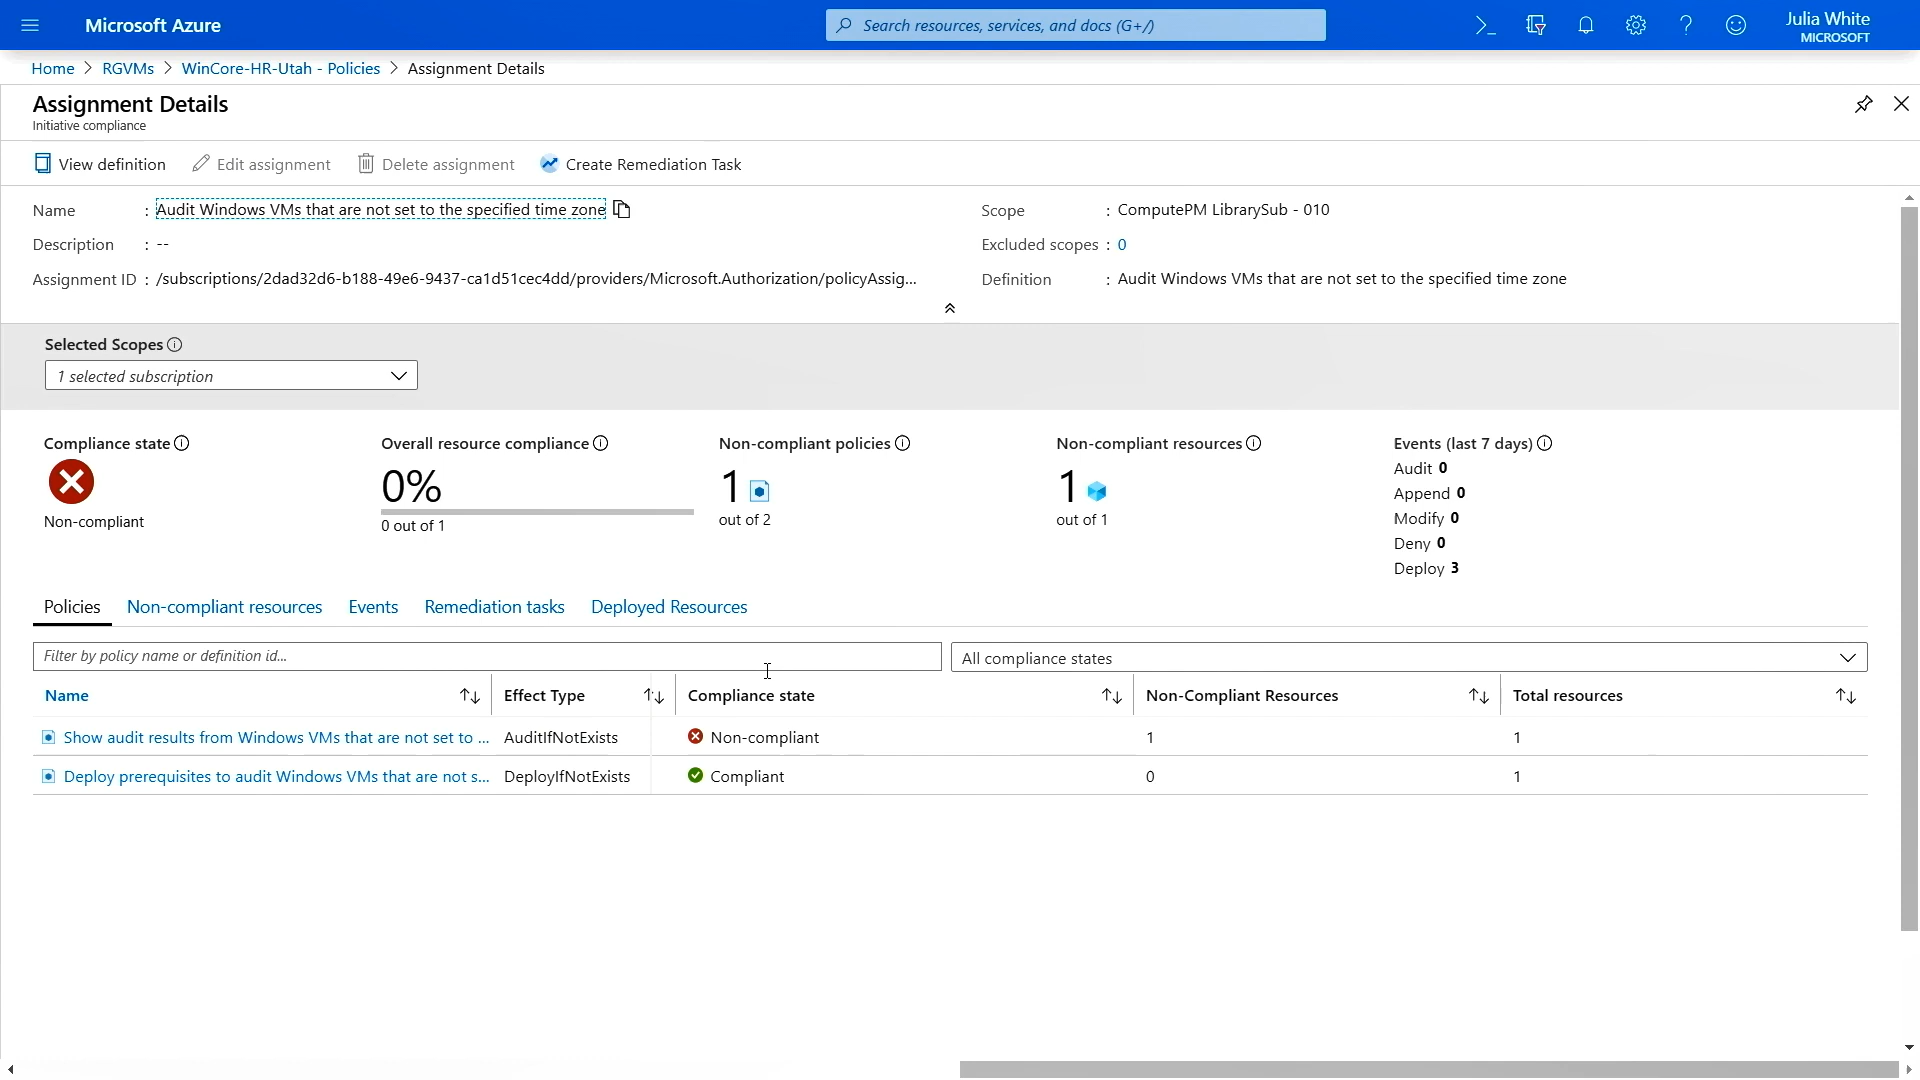 Microsoft Azure
Search resources, services, and docs (G+/)
Julia White
MICROSOFT
Home > RGVMs > WinCore-HR-Utah - Policies > Assignment Details
Assignment Details
Initiative compliance
View definition Edit assignment Delete assignment Create Remediation Task
Name : Audit Windows VMs that are not set to the specified time zone
Description : --
Assignment ID : /subscriptions/2dad32d6-b188-49e6-9437-ca1d51cec4dd/providers/Microsoft.Authorization/policyAssig...
Scope : ComputePM LibrarySub - 010
Excluded scopes : 0
Definition : Audit Windows VMs that are not set to the specified time zone
Selected Scopes
1 selected subscription
Compliance state
Non-compliant
Overall resource compliance
0%
0 out of 1
Non-compliant policies
1
out of 2
Non-compliant resources
1
out of 1
Events (last 7 days)
Audit 0
Append 0
Modify 0
Deny 0
Deploy 3
Policies Non-compliant resources Events Remediation tasks Deployed Resources
Filter by policy name or definition id... All compliance states
Name Effect Type Compliance state Non-Compliant Resources Total resources
Show audit results from Windows VMs that are not set to ... AuditIfNotExists Non-compliant 1 1
Deploy prerequisites to audit Windows VMs that are not s... DeployIfNotExists Compliant 0 1